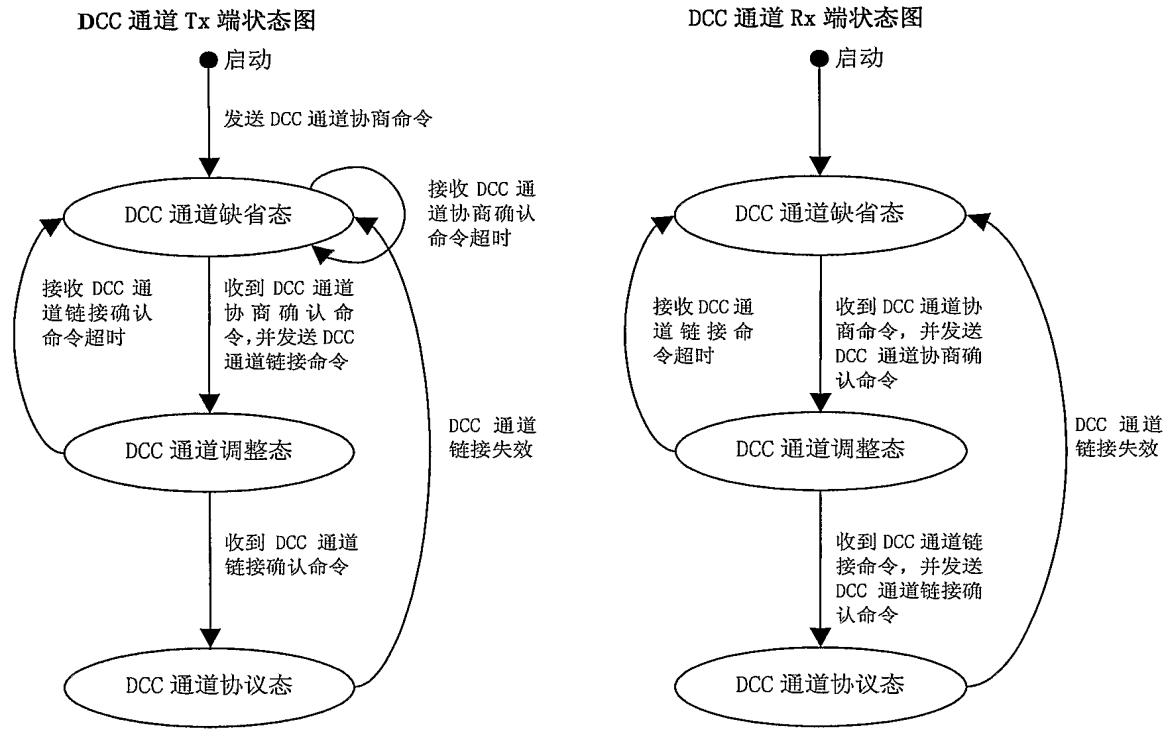 DCC 通道 Tx 端状态图
启动
发送 DCC 通道协商命令
DCC 通道缺省态
接收 DCC 通
道协商确认
命令超时
接收 DCC 通
道链接确认
命令超时
收到 DCC 通道
协商确认命
令,并发送 DCC
通道链接命令
DCC 通道调整态
DCC 通道
链接失效
收到 DCC 通道
链接确认命令
DCC 通道协议态
DCC 通道 Rx 端状态图
启动
DCC 通道缺省态
接收 DCC 通
道链接命
令超时
收到 DCC 通道协
商命令，并发送
DCC 通道协商确
认命令
DCC 通道调整态
DCC 通道
链接失效
收到 DCC 通道链
接命令，并发送
DCC 通道链接确
认命令
DCC 通道协议态